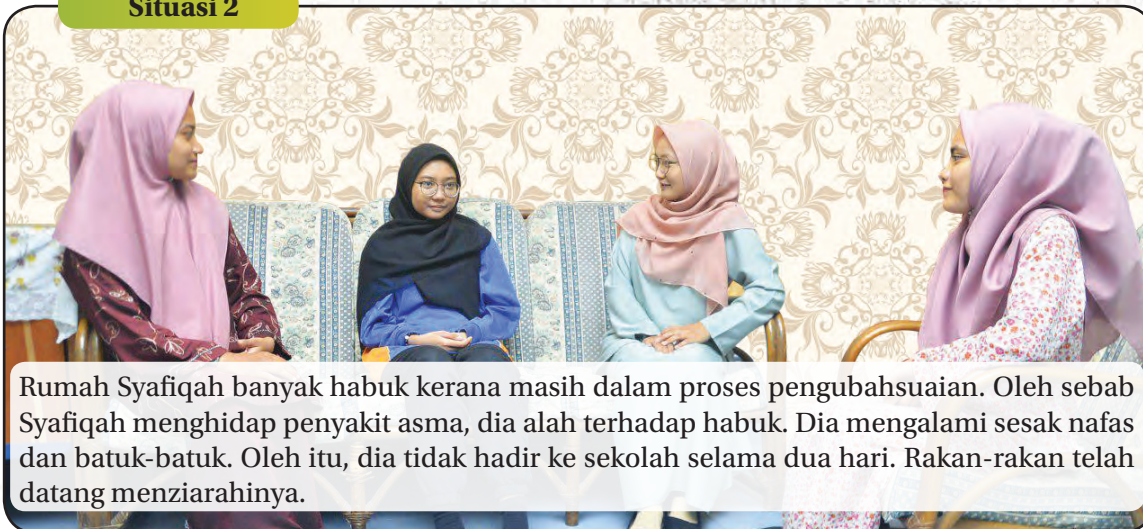 Situasi 2
Rumah Syafiqah banyak habuk kerana masih dalam proses pengubahsuaian. Oleh sebab
Syafiqah menghidap penyakit asma, dia alah terhadap habuk. Dia mengalami sesak nafas
dan batuk-batuk. Oleh itu, dia tidak hadir ke sekolah selama dua hari. Rakan-rakan telah
datang menziarahinya.